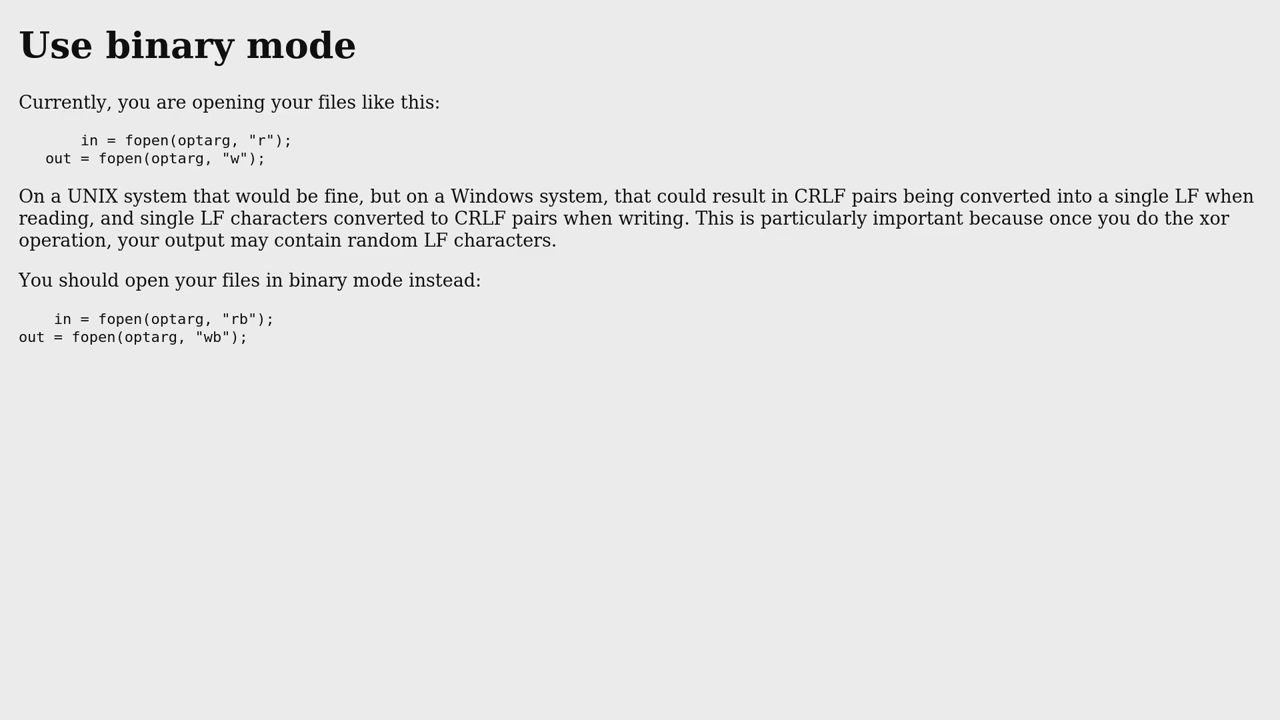 Use binary mode
Currently, you are opening your files like this:
in = fopen(optarg, "r");
out = fopen(optarg, "w");
On a UNIX system that would be fine, but on a Windows system, that could result in CRLF pairs being converted into a single LF when
reading, and single LF characters converted to CRLF pairs when writing. This is particularly important because once you do the xor
operation, your output may contain random LF characters.
You should open your files in binary mode instead:
in = fopen(optarg, "rb");
out = fopen(optarg, "wb");